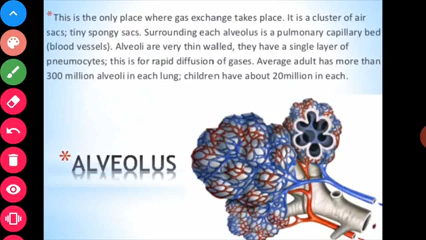 *This is the only place where gas exchange takes place. It is a cluster of air
sacs; tiny spongy sacs. Surrounding each alveolus is a pulmonary capillary bed
(blood vessels). Alveoli are very thin walled, they have a single layer of
pneumocytes; this is for rapid diffusion of gases. Average adult has more than
300 million alveoli in each lung; children have about 20million in each.
*ALVEOLUS